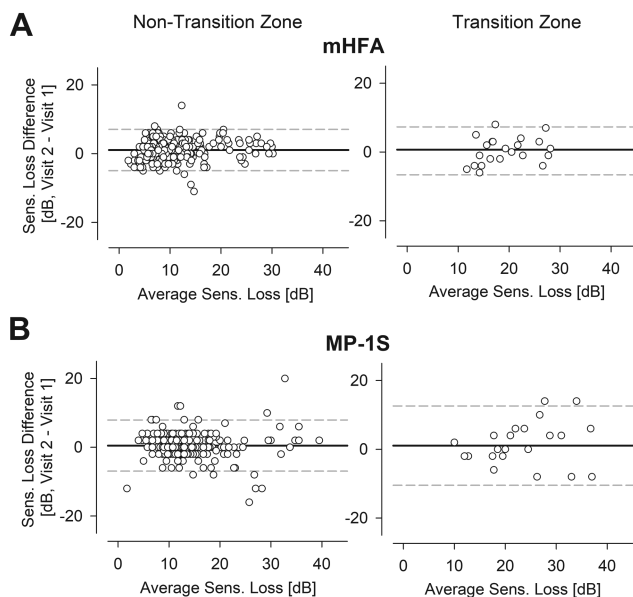 A
Non-Transition Zone
Transition Zone
mHFA
Sens. Loss Difference
[dB, Visit 2 - Visit 1]
20
0
-20
0 10 20 30 40
Average Sens. Loss [dB]
20
0
-20
0 10 20 30 40
Average Sens. Loss [dB]
B
MP-1S
Sens. Loss Difference
[dB, Visit 2 - Visit 1]
20
0
-20
0 10 20 30 40
Average Sens. Loss [dB]
20
0
-20
0 10 20 30 40
Average Sens. Loss [dB]